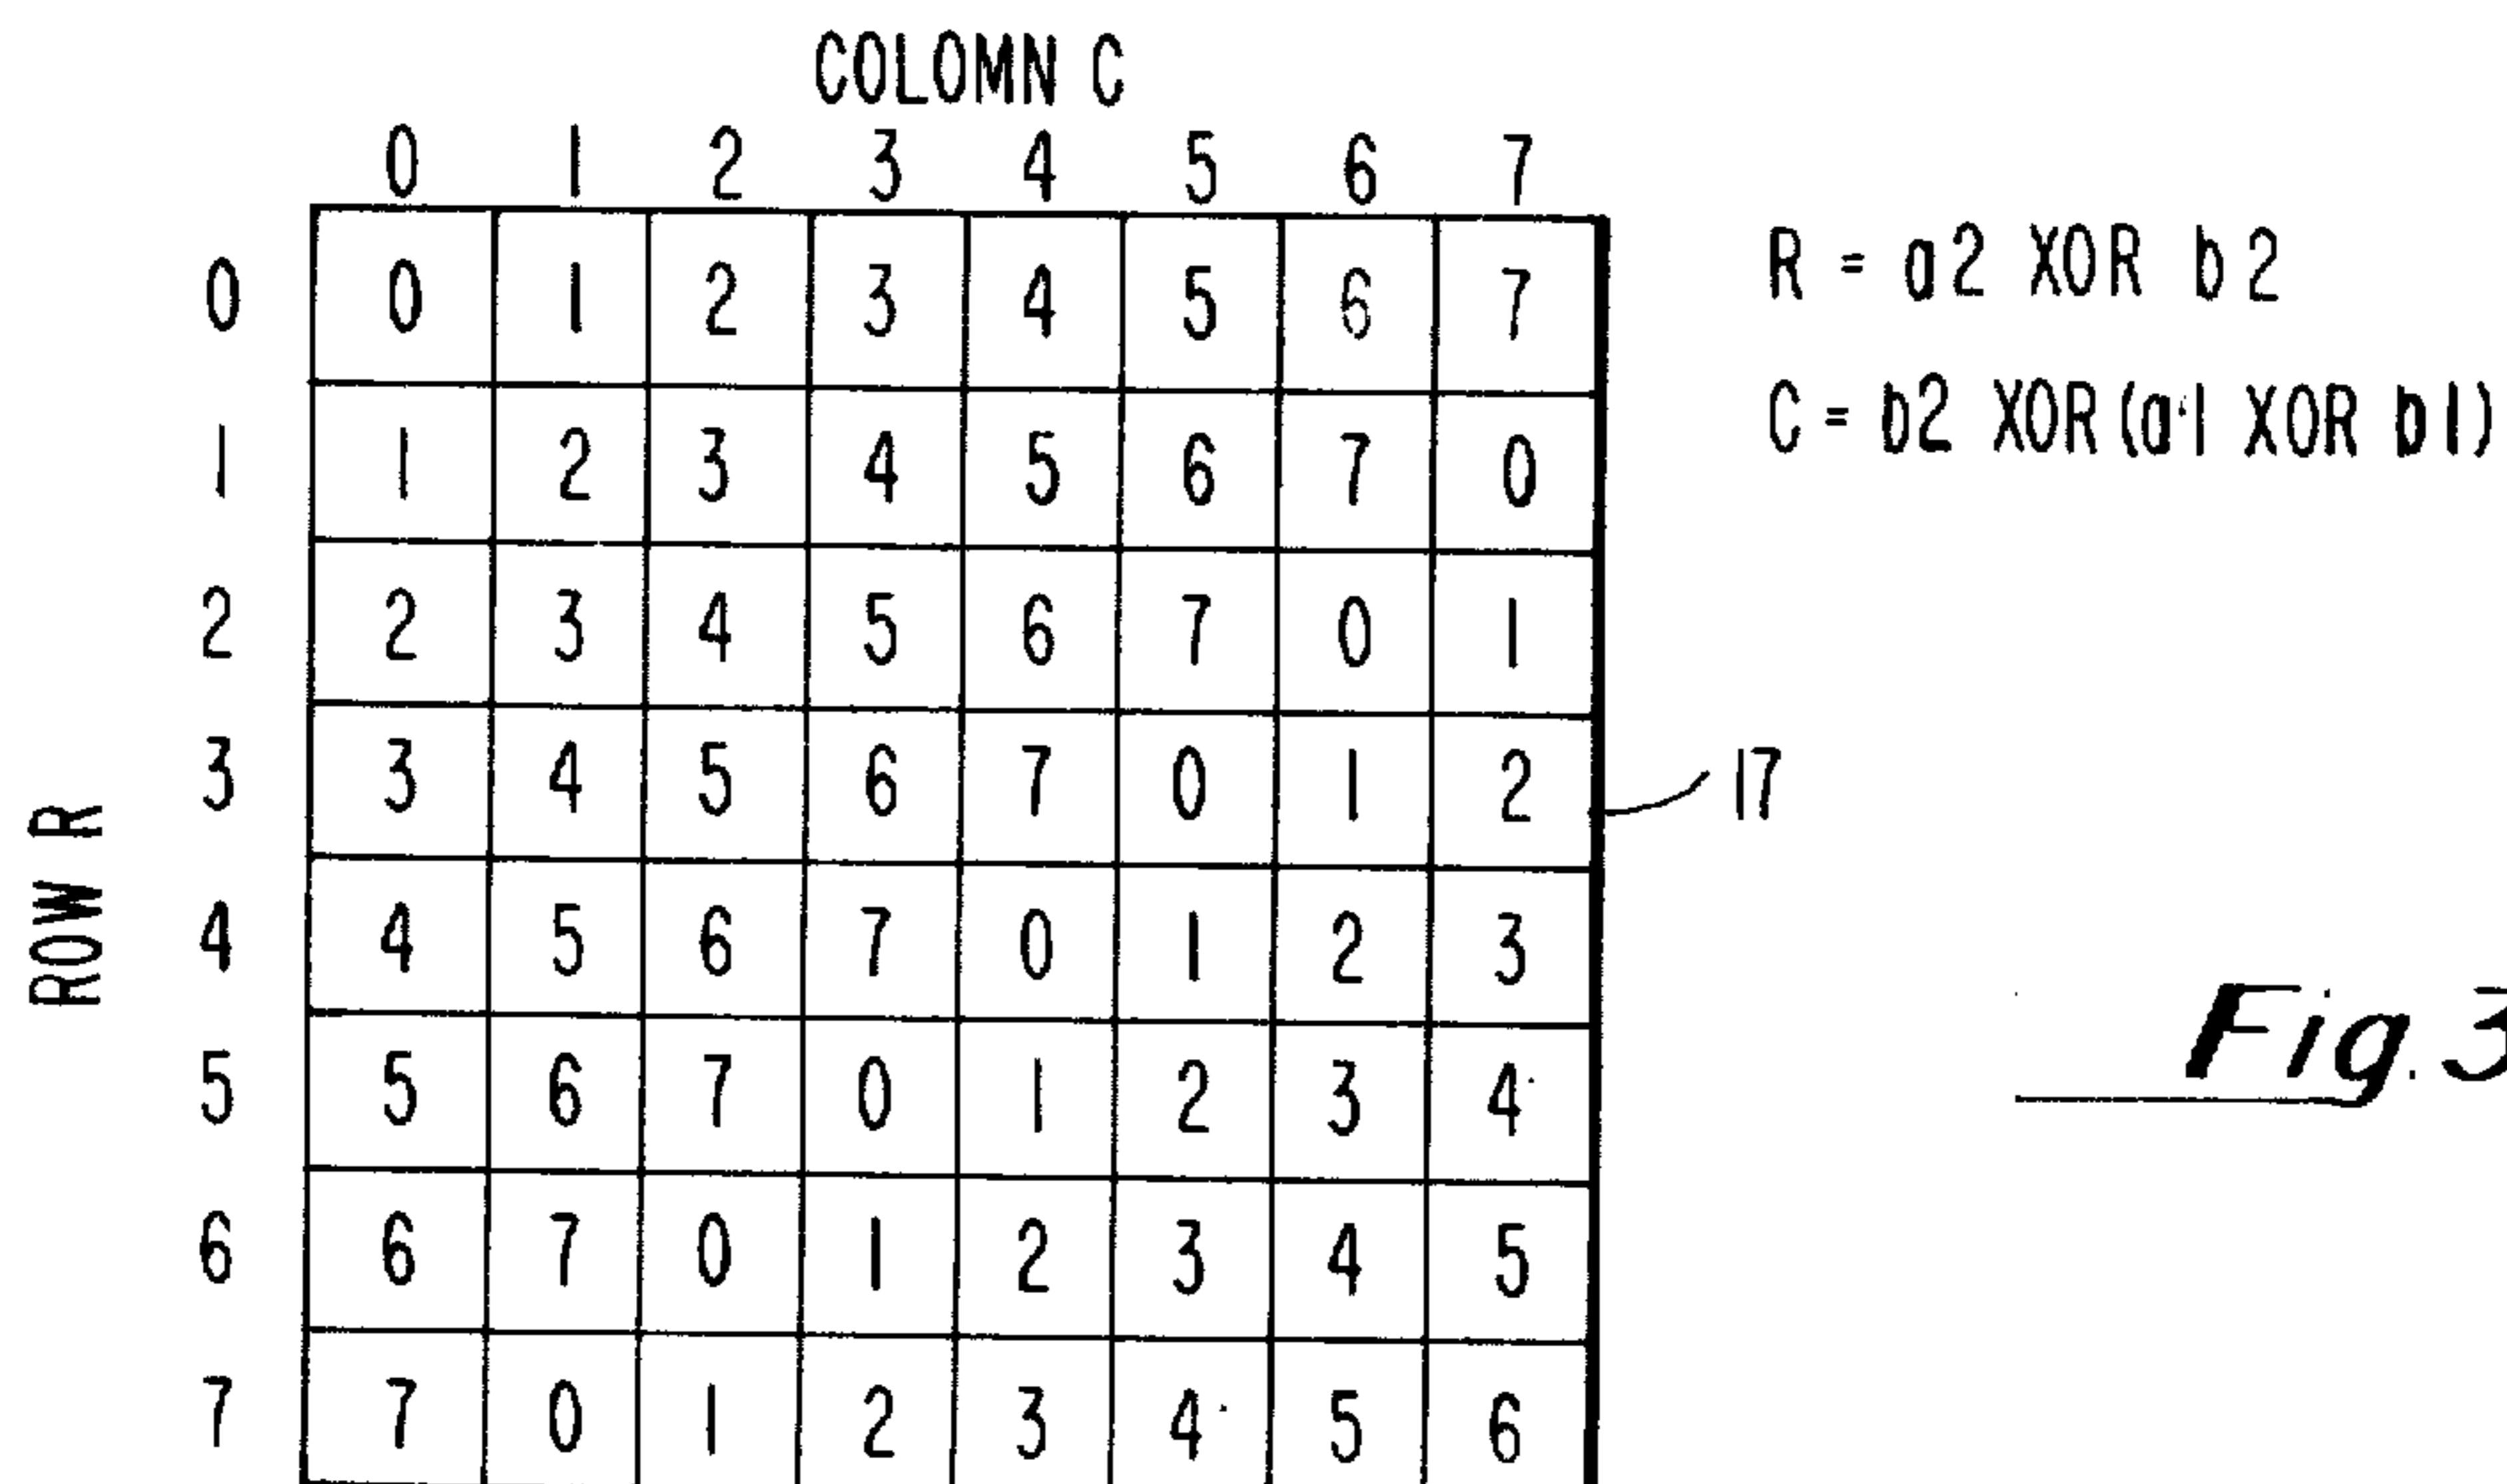 COLOMN C
0 1 2 3 4 5 6 7
0 0 1 2 3 4 5 6 7
1 1 2 3 4 5 6 7 0
2 2 3 4 5 6 7 0 1
3 3 4 5 6 7 0 1 2
4 4 5 6 7 0 1 2 3
5 5 6 7 0 1 2 3 4
6 6 7 0 1 2 3 4 5
7 7 0 1 2 3 4 5 6
ROW R
R = a2 XOR b2
C = b2 XOR (a1 XOR b1)
17
Fig. 3